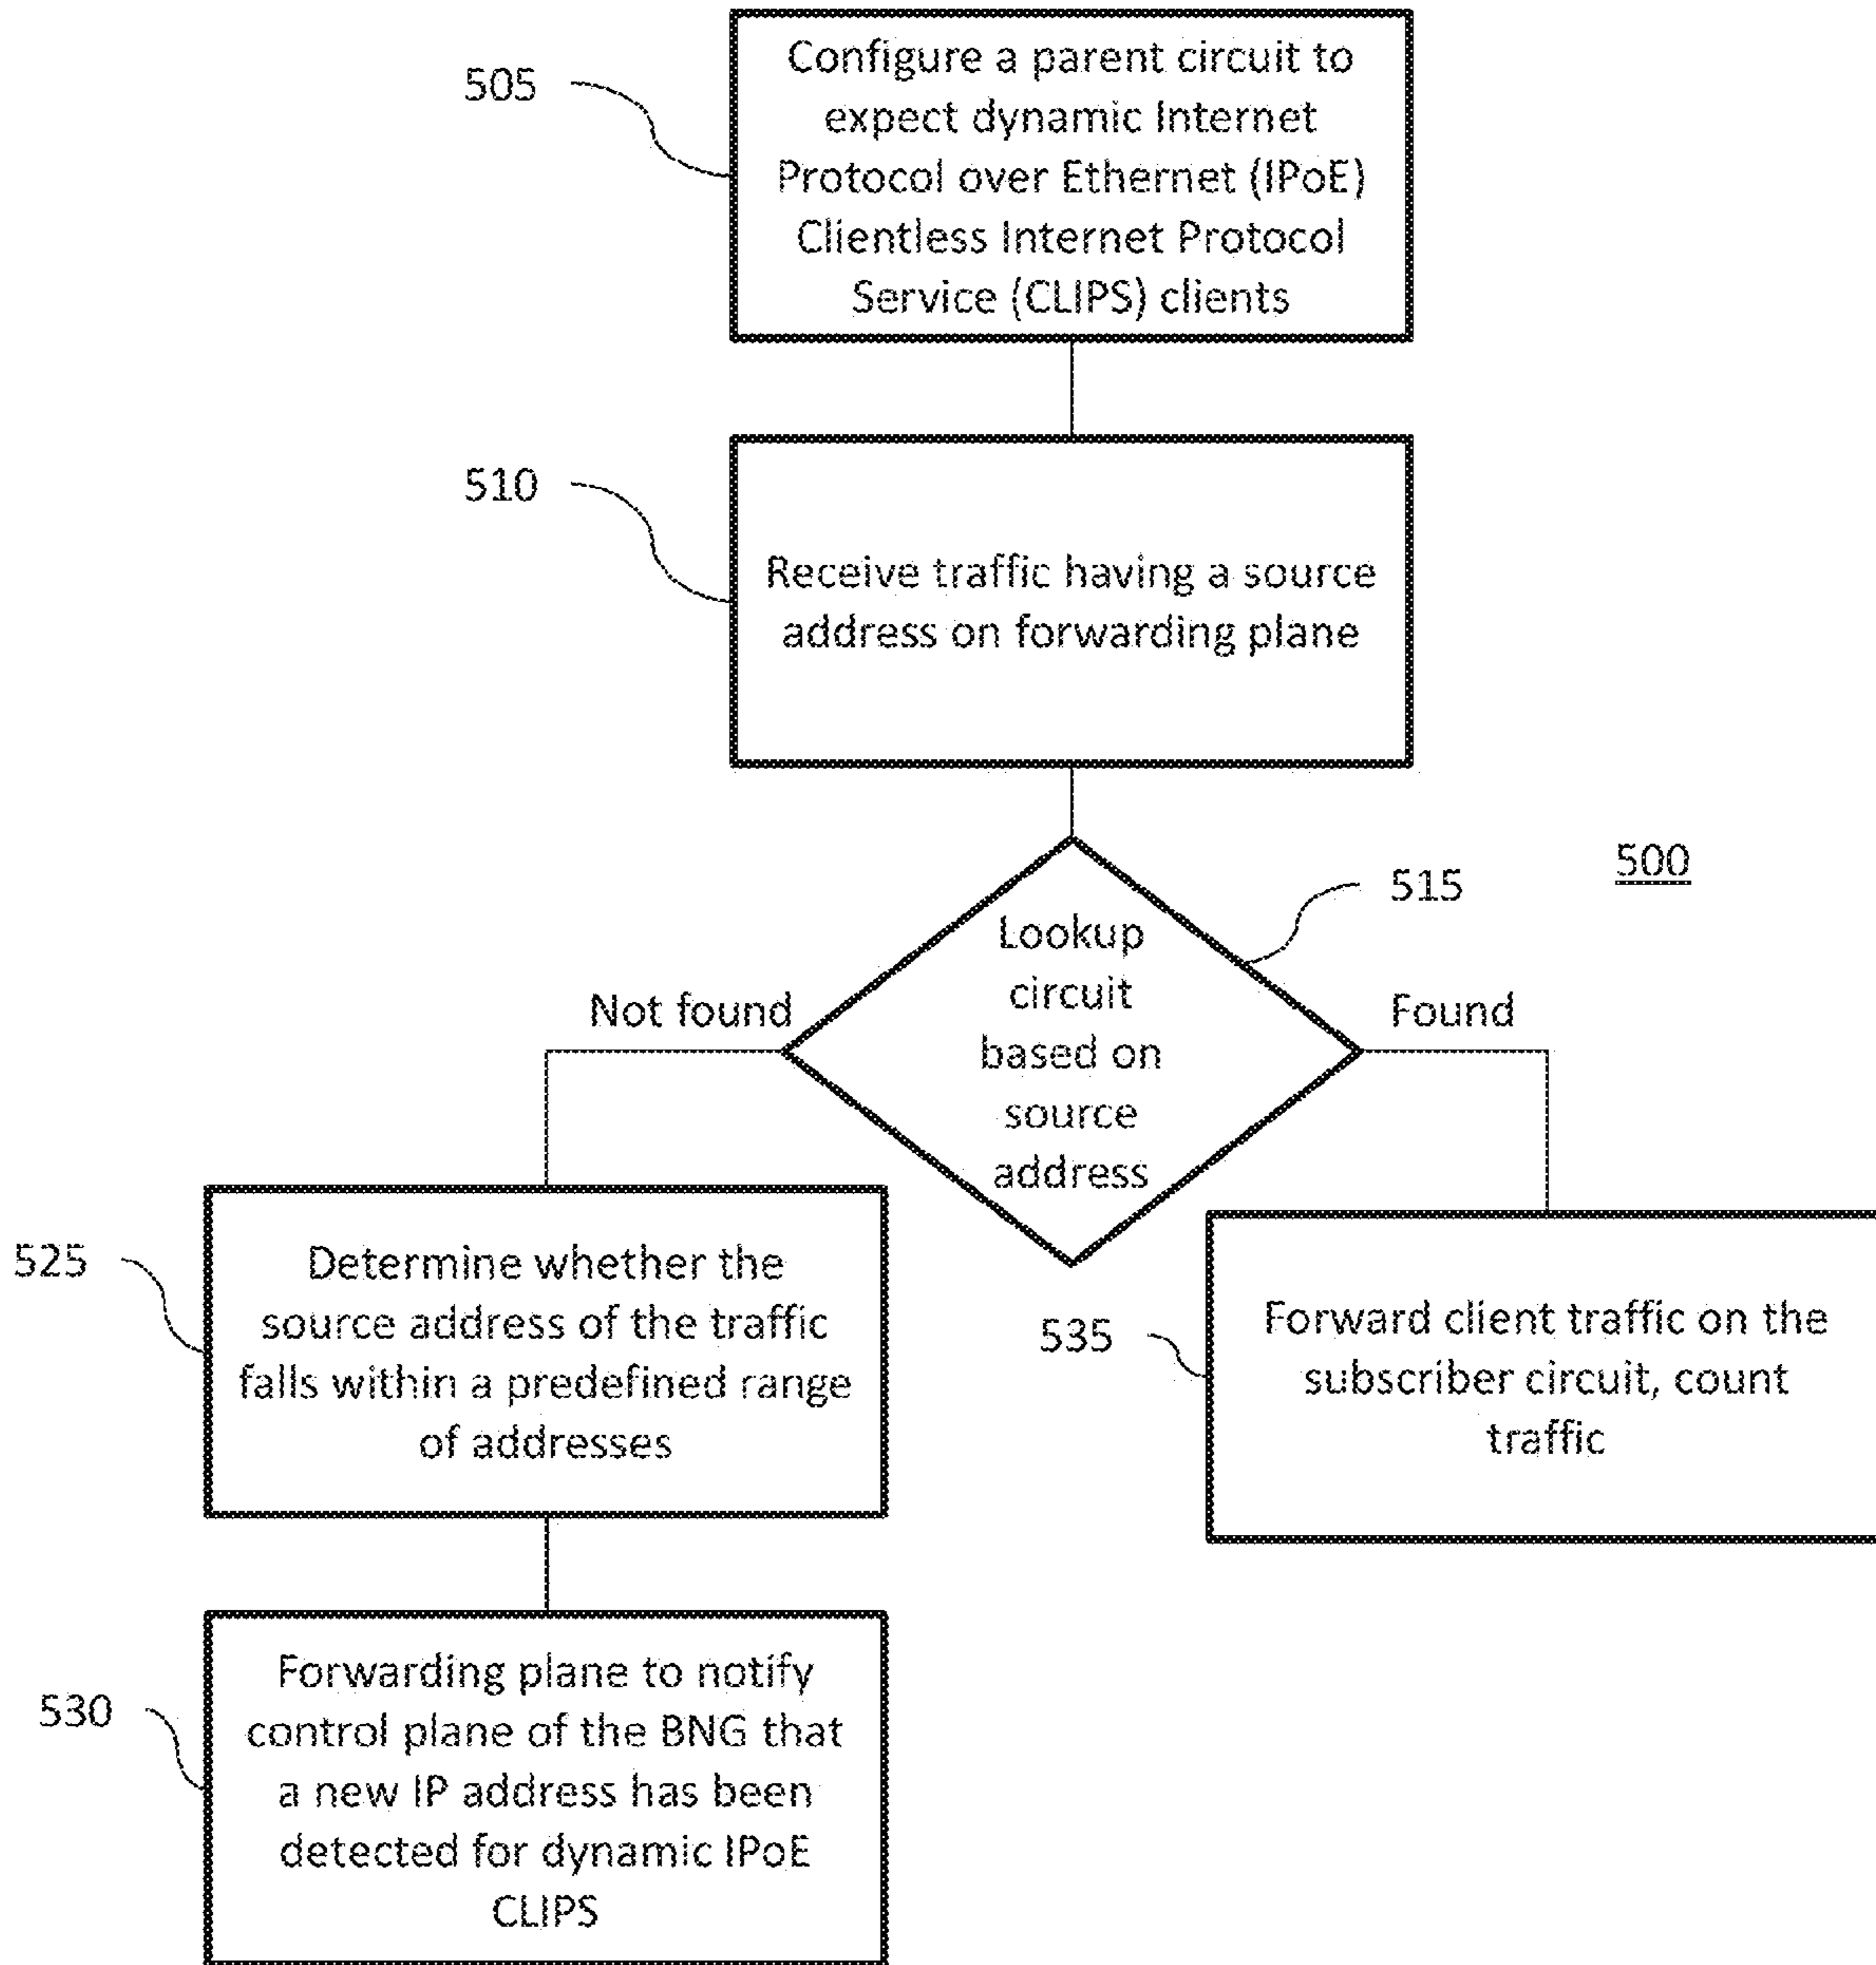 505
Configure a parent circuit to
expect dynamic Internet
Protocol over Ethernet (IPoE)
Clientless Internet Protocol
Service (CLIPS) clients
510
Receive traffic having a source
address on forwarding plane
500
515
Lookup
circuit
based on
source
address
Not found
Found
525
Determine whether the
source address of the traffic
falls within a predefined range
of addresses
535
Forward client traffic on the
subscriber circuit, count
traffic
530
Forwarding plane to notify
control plane of the BNG that
a new IP address has been
detected for dynamic IPoE
CLIPS